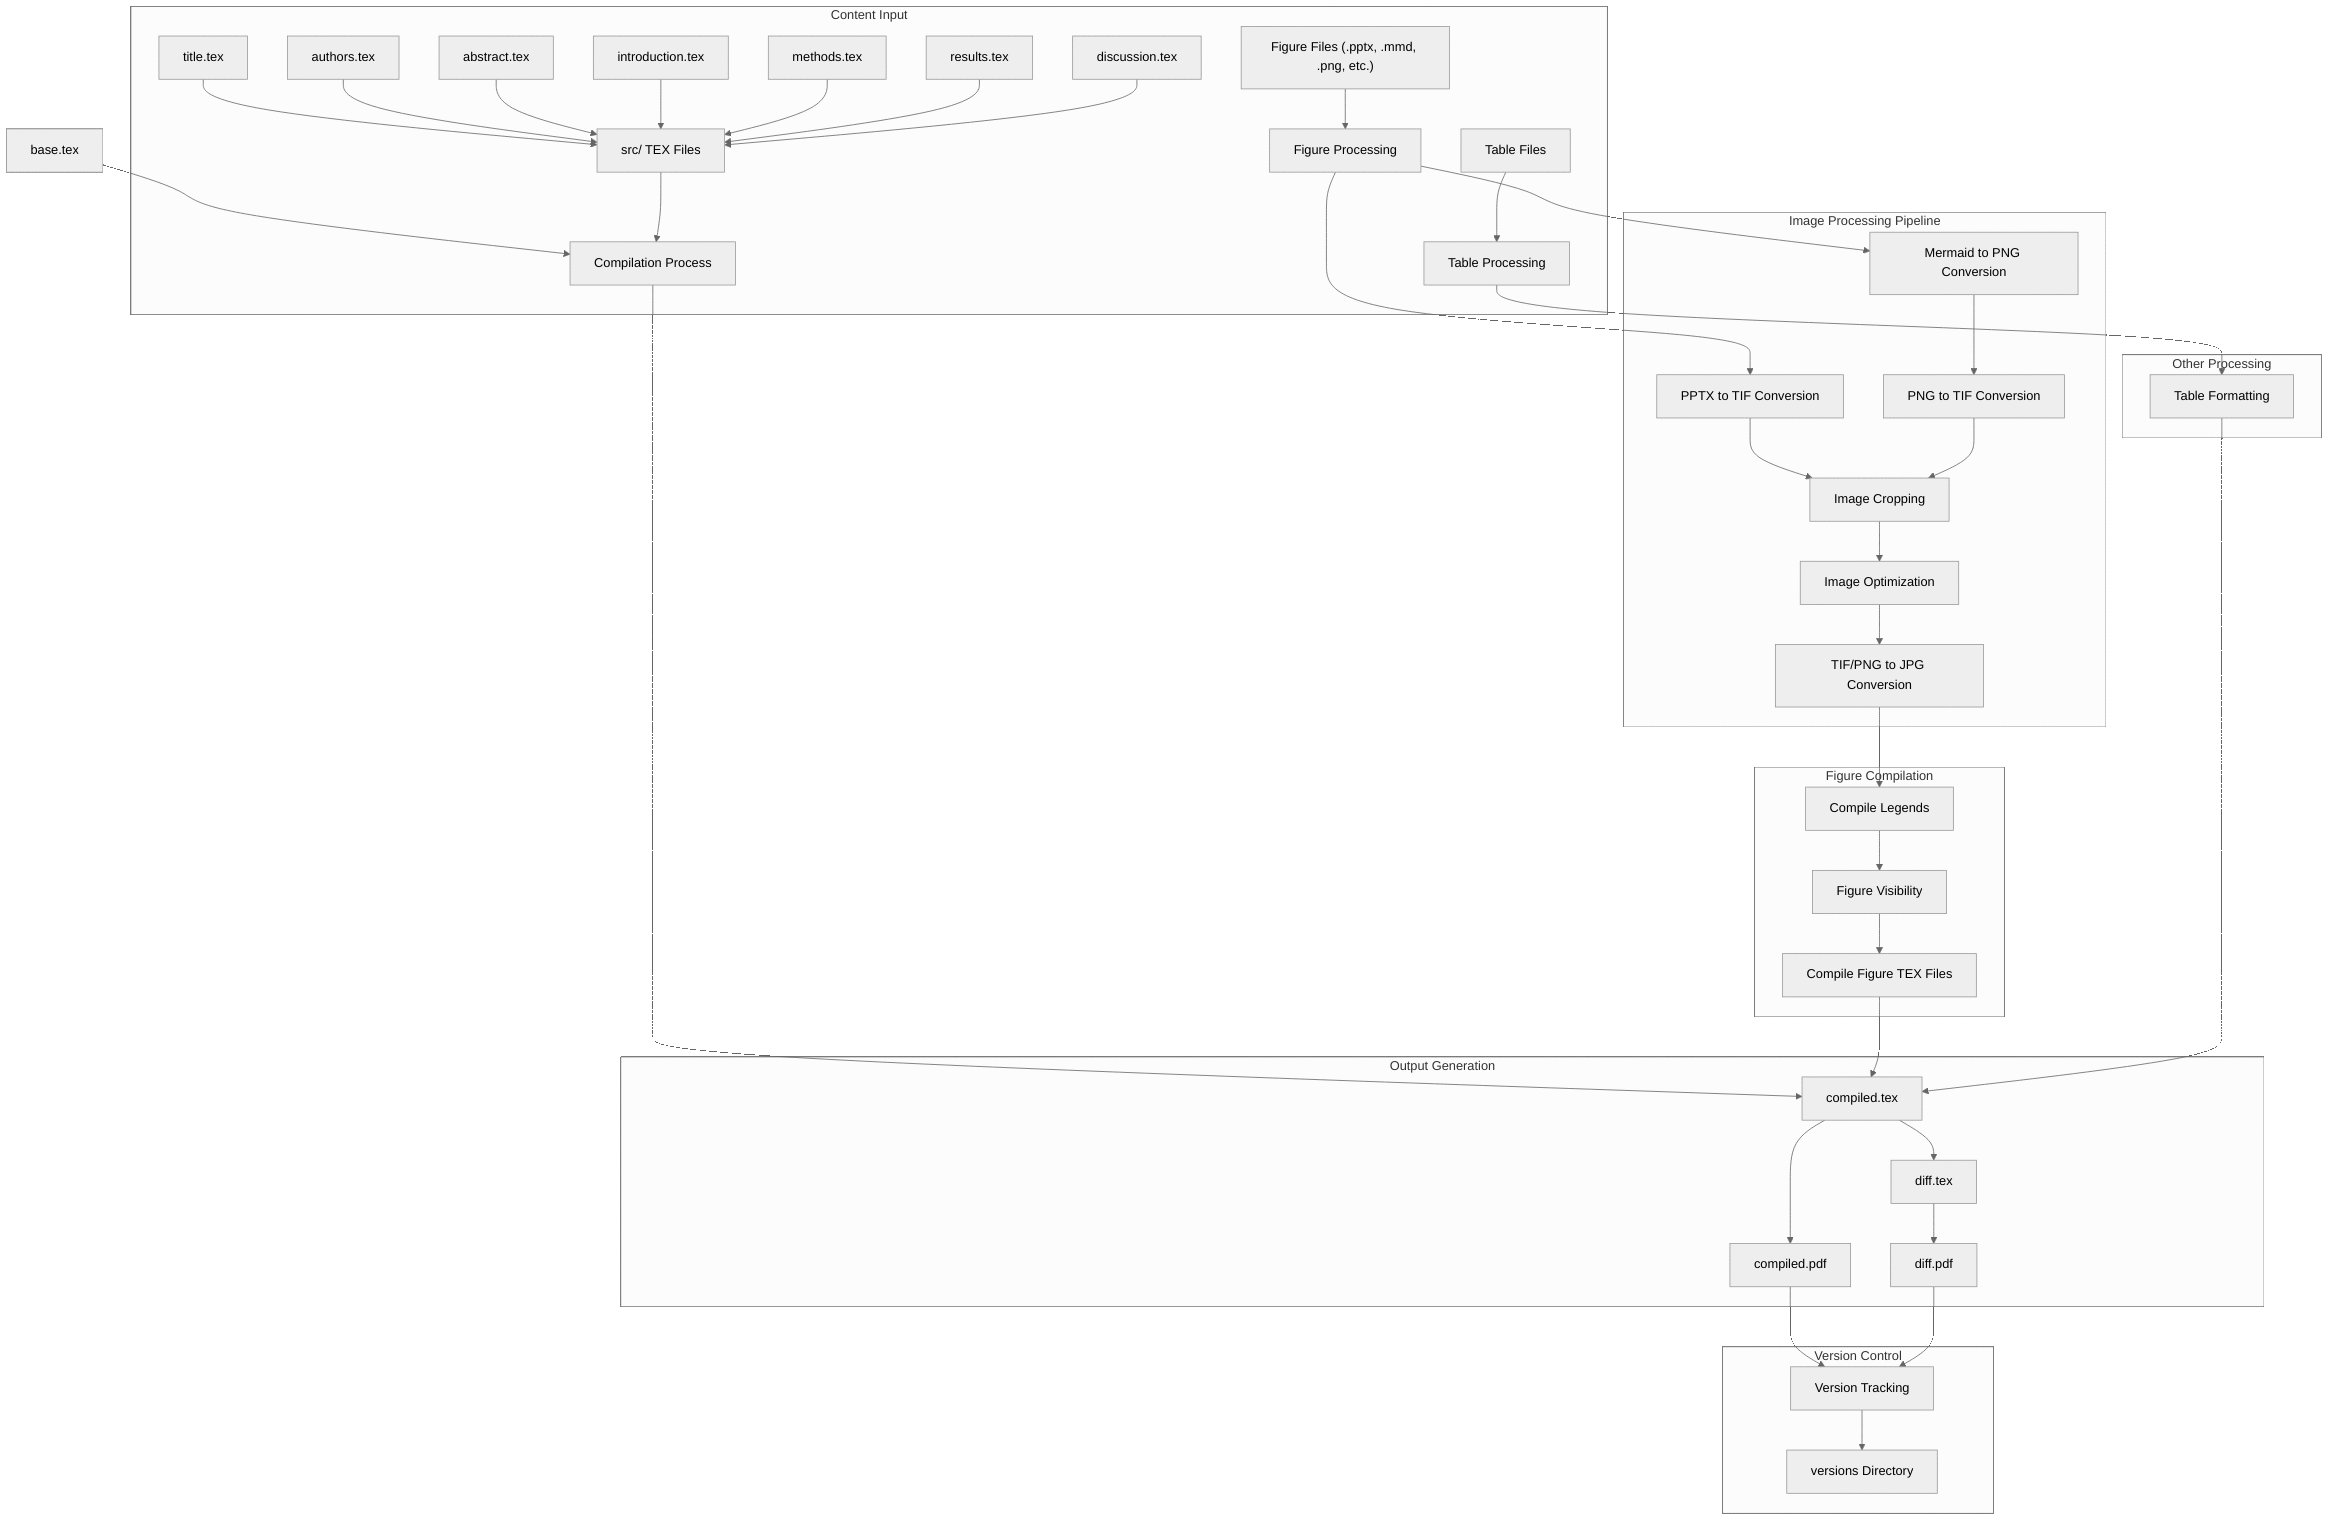 Content Input
title.tex
authors.tex
abstract.tex
introduction.tex
methods.tex
results.tex
discussion.tex
Figure Files (.pptx, .mmd,
.png, etc.)
base.tex
src/ TEX Files
Figure Processing
Table Files
Compilation Process
Table Processing
Image Processing Pipeline
Mermaid to PNG
Conversion
PPTX to TIF Conversion
PNG to TIF Conversion
Other Processing
Table Formatting
Image Cropping
Image Optimization
TIF/PNG to JPG
Conversion
Figure Compilation
Compile Legends
Figure Visibility
Compile Figure TEX Files
Output Generation
compiled.tex
diff.tex
compiled.pdf
diff.pdf
Version Control
Version Tracking
versions Directory